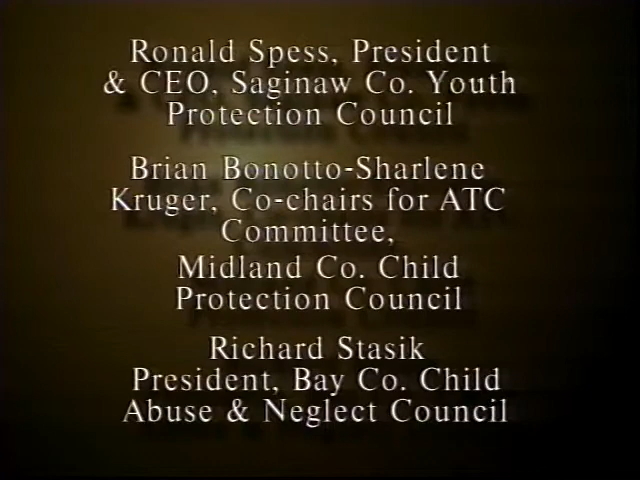 Ronald Spess, President
& CEO, Saginaw Co. Youth
Protection Council
Brian Bonotto-Sharlene
Kruger, Co-chairs for ATC
Committee,
Midland Co. Child
Protection Council
Richard Stasik
President, Bay Co. Child
Abuse & Neglect Council